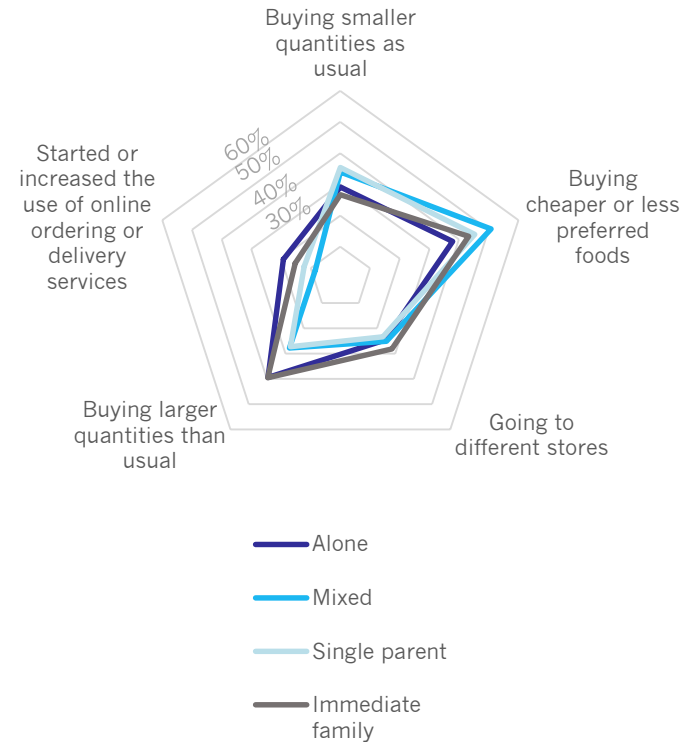 Buying smaller
quantities as
usual
60%
50%
40%
30%
Started or
increased the
use of online
ordering or
delivery
services
Buying
cheaper or less
preferred
foods
Buying larger
quantities than
usual
Going to
different stores
Alone
Mixed
Single parent
Immediate
family